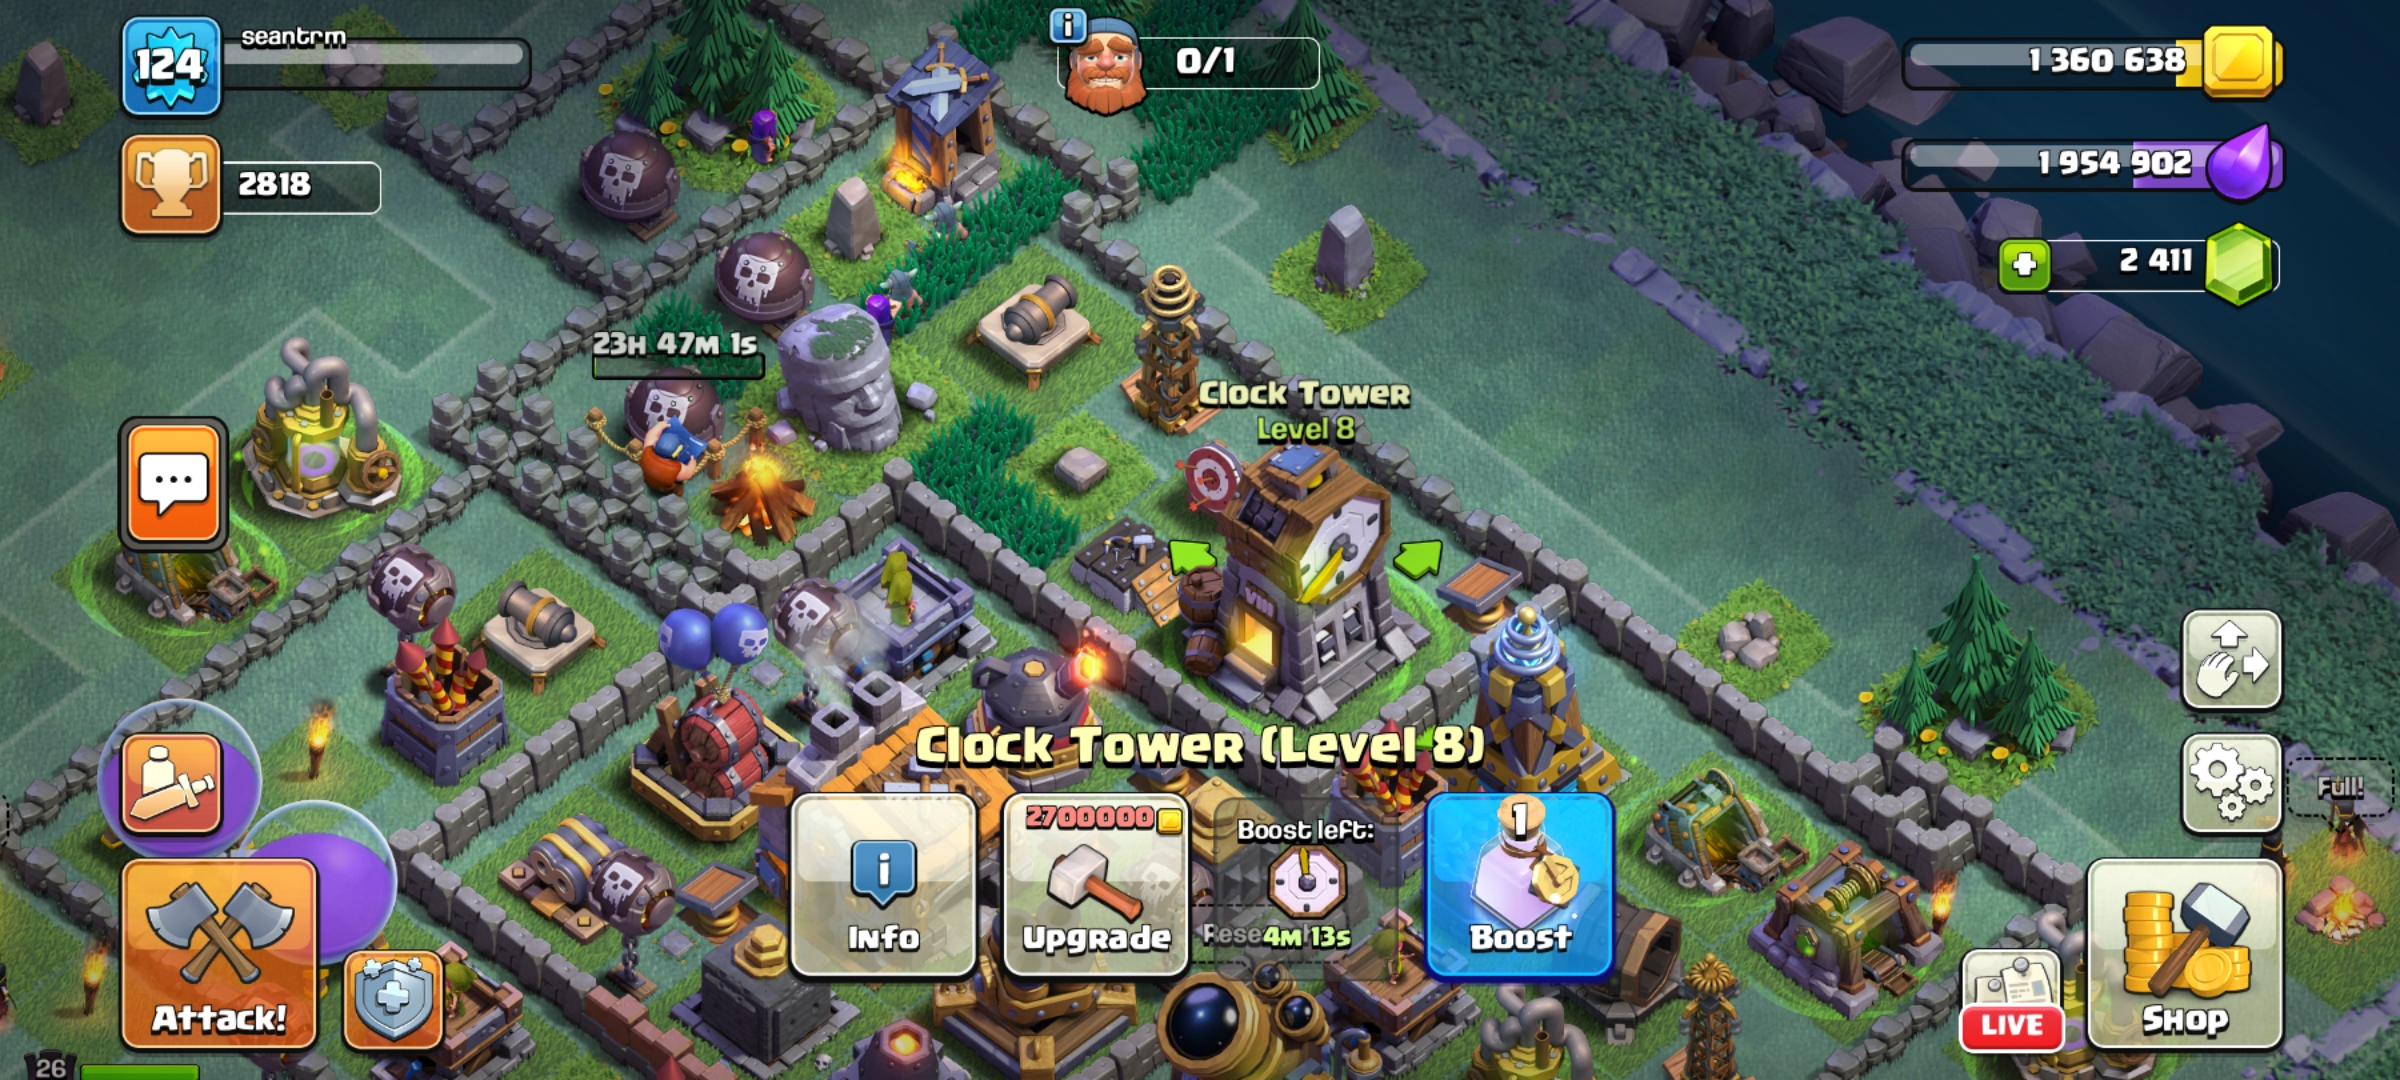 124
seantrm
0/1
1 360 638
2818
1 954 902
2 411
23H 47M 1s
Clock Tower
Level 8
VIII
Clock Tower (Level 8)
Full!
2700000
Boost left:
1
Info
Upgrade
4M 13s
Boost
Attack!
LIVE
Shop
26